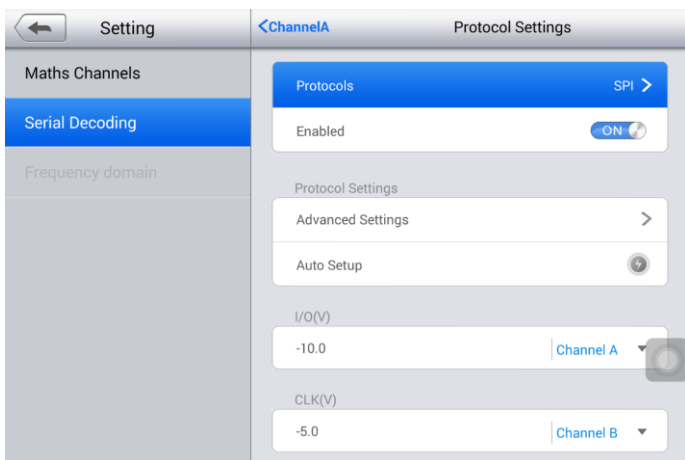 Setting
<ChannelA
Protocol Settings
Maths Channels
Serial Decoding
Frequency domain
Protocols
SPI >
Enabled
ON
Protocol Settings
Advanced Settings
>
Auto Setup
I/O(V)
-10.0
Channel A
CLK(V)
-5.0
Channel B